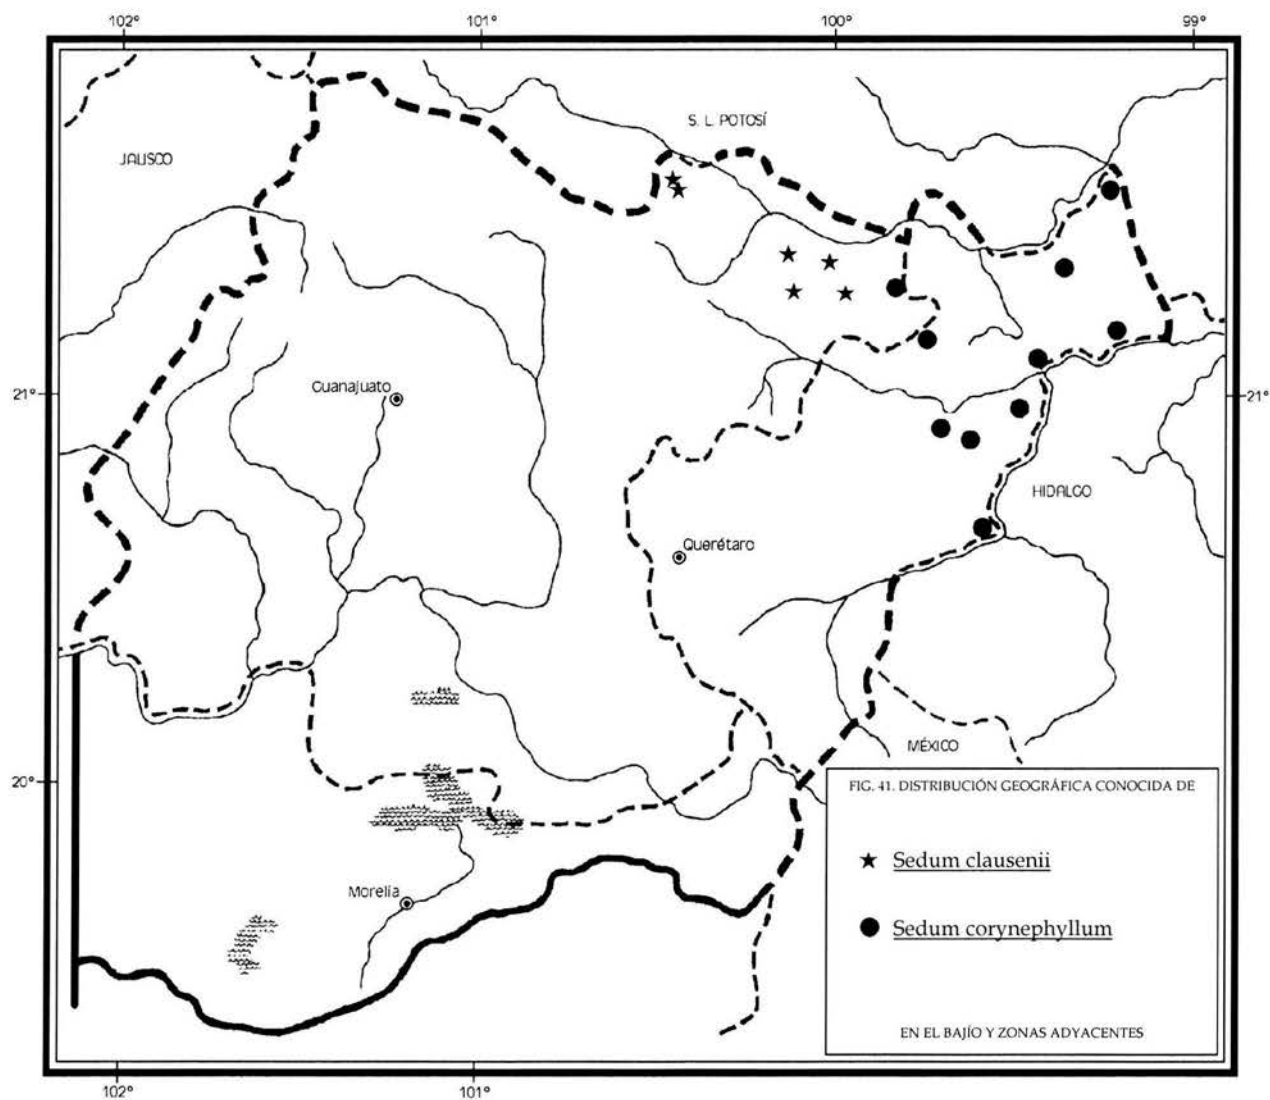 102°
101°
100°
99°
S. L. POTOSÍ
JALISCO
21°
Guanajuato
21°
HIDALGO
Querétaro
20°
MÉXICO
FIG. 41. DISTRIBUCIÓN GEOGRÁFICA CONOCIDA DE
Sedum clausenii
Morelia
Sedum corynephyllum
EN EL BAJÍO Y ZONAS ADYACENTES
102°
101°